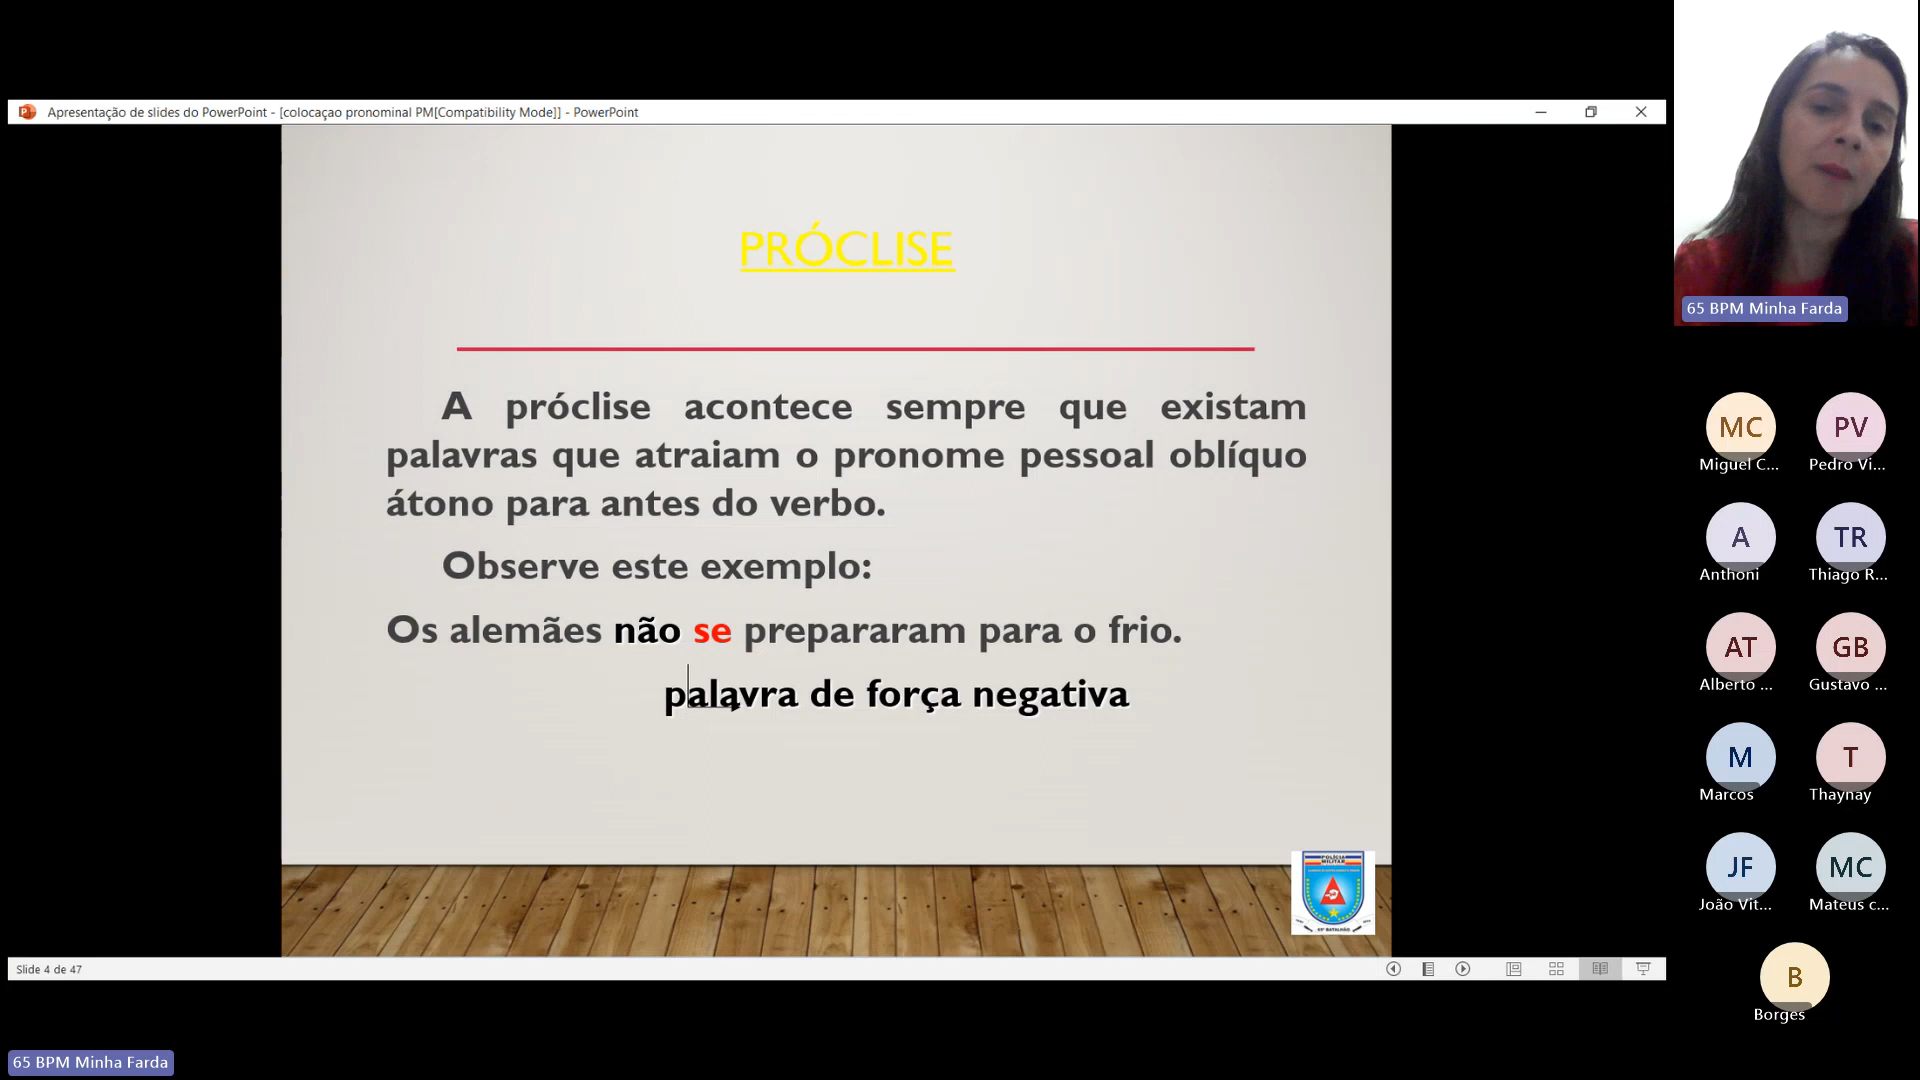 Apresentação de slides do PowerPoint - [colocaçao pronominal PM[Compatibility Mode]] - PowerPoint
PRÓCLISE
A próclise acontece sempre que existam
palavras que atraiam o pronome pessoal oblíquo
átono para antes do verbo.
Observe este exemplo:
Os alemães não se prepararam para o frio.
palavra de força negativa
POLÍCIA
MILITAR
Slide 4 de 47
65 BPM Minha Farda
65 BPM Minha Farda
MC
Miguel C...
PV
Pedro Vi...
A
Anthoni
TR
Thiago R...
AT
Alberto ...
GB
Gustavo ...
M
Marcos
T
Thaynay
JF
João Vit...
MC
Mateus c...
B
Borges